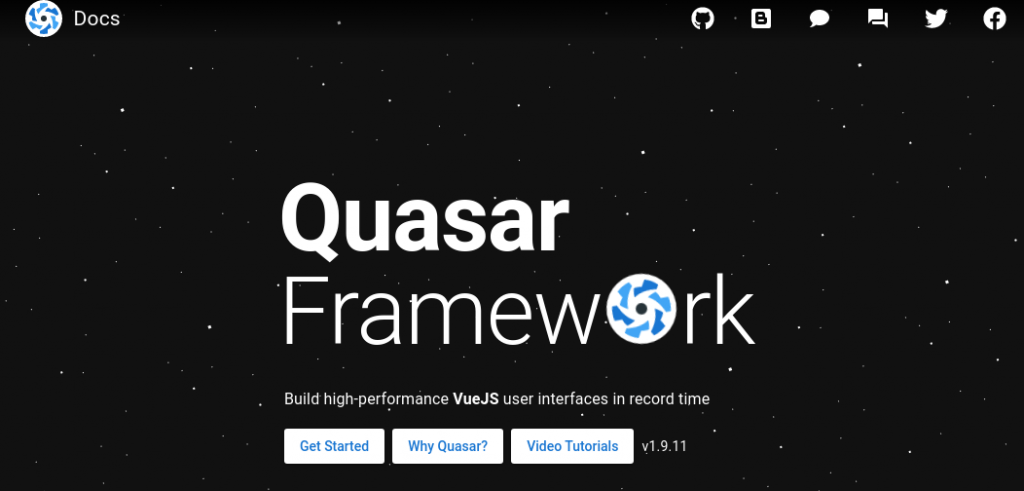 Docs
Quasar
Framework
Build high-performance VueJS user interfaces in record time
Get Started Why Quasar? Video Tutorials v1.9.11